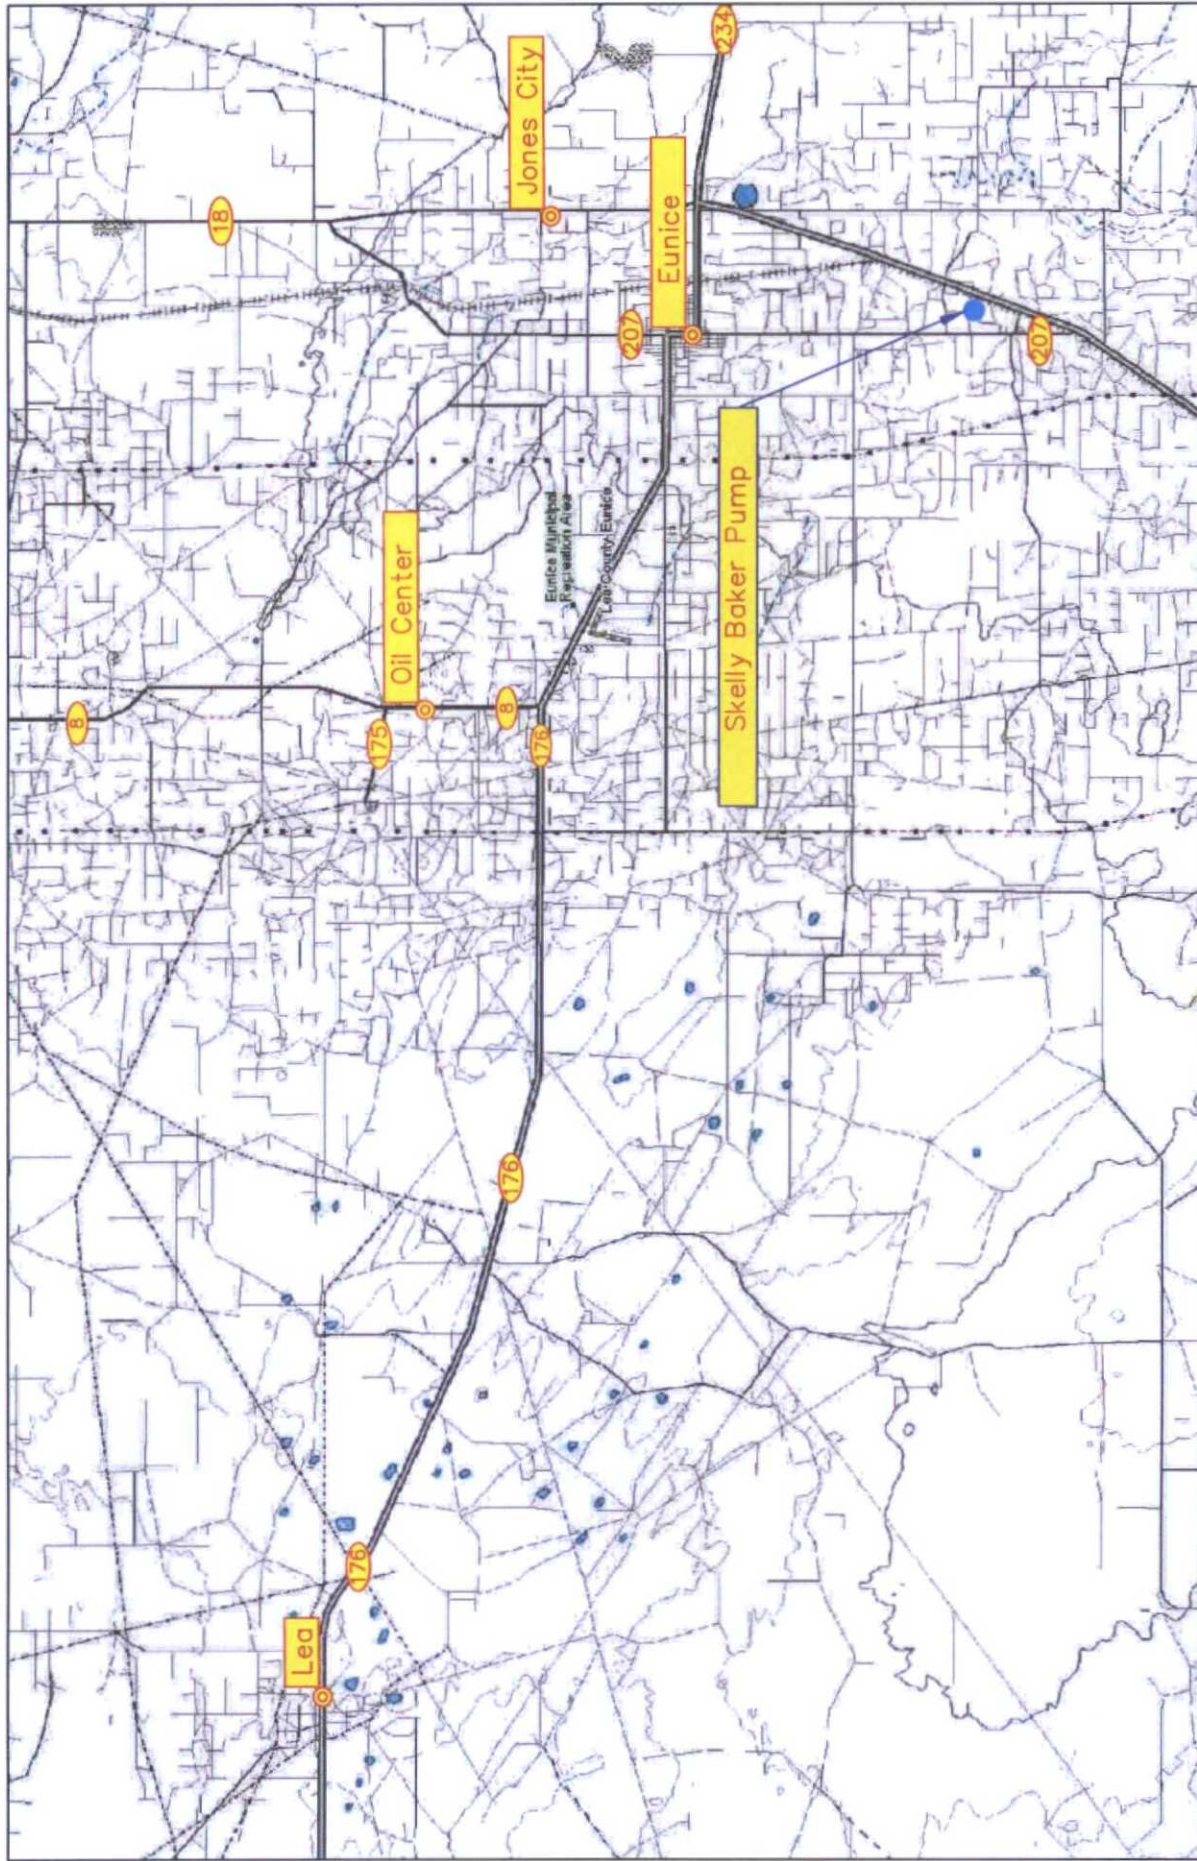 Lea
176
176
8
175
Oil Center
8
176
Eunice Municipal
Recreation Area
Lea County-Eunice
18
Jones City
207
Eunice
234
Skelly Baker Pump
207